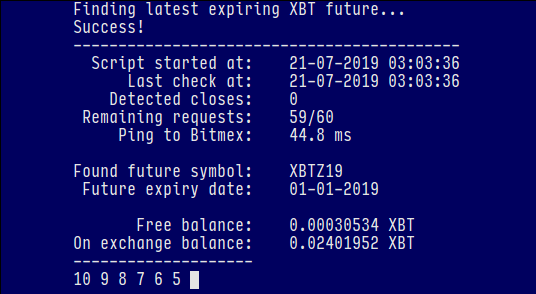 Finding latest expiring XBT future...
Success!
-------------------------------------------
Script started at: 21-07-2019 03:03:36
Last check at: 21-07-2019 03:03:36
Detected closes: 0
Remaining requests: 59/60
Ping to Bitmex: 44.8 ms
Found future symbol: XBTZ19
Future expiry date: 01-01-2019
Free balance: 0.00030534 XBT
On exchange balance: 0.02401952 XBT
--------------------
10 9 8 7 6 5